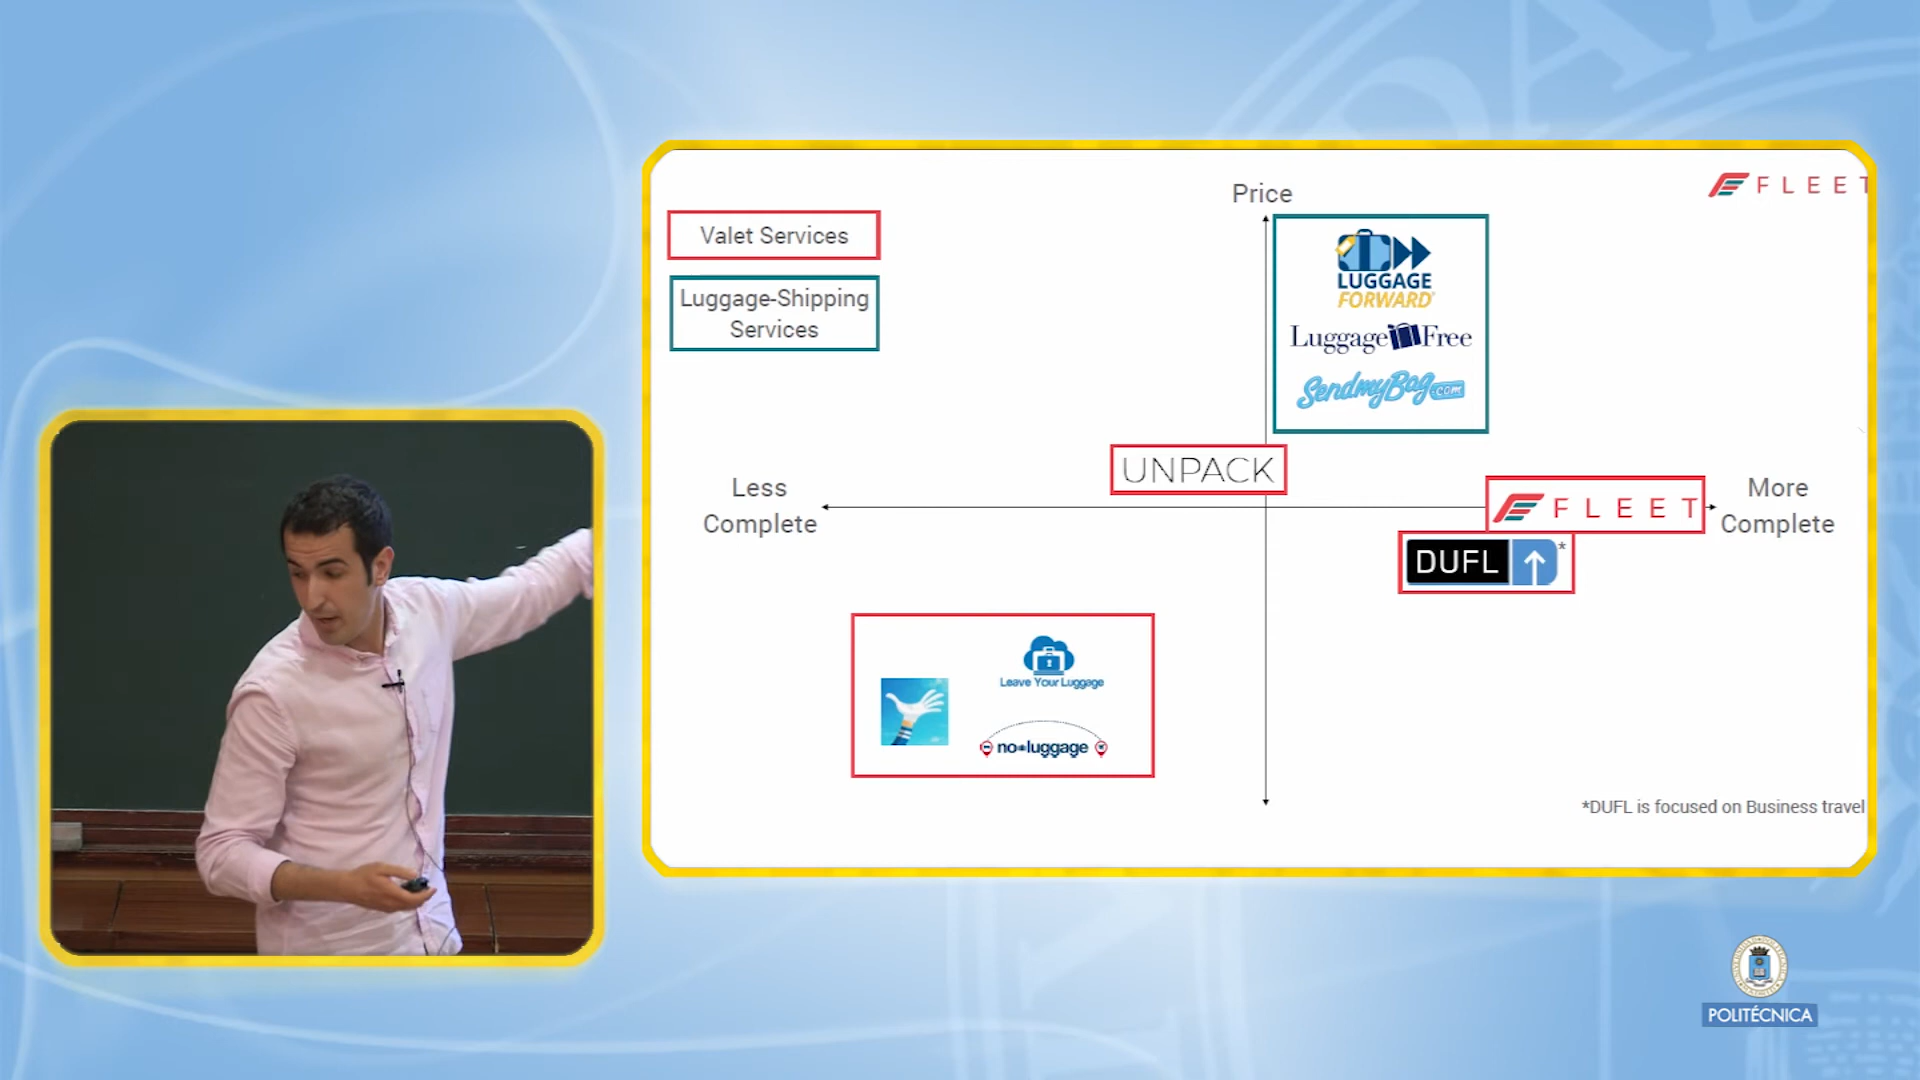 Price
FLEET
Valet Services
Luggage-Shipping
Services
LUGGAGE
FORWARD
Luggage Free
SendmyBag.com
UNPACK
Less
Complete
FLEET
More
Complete
DUFL *
Leave Your Luggage
no luggage
*DUFL is focused on Business travel
POLITÉCNICA